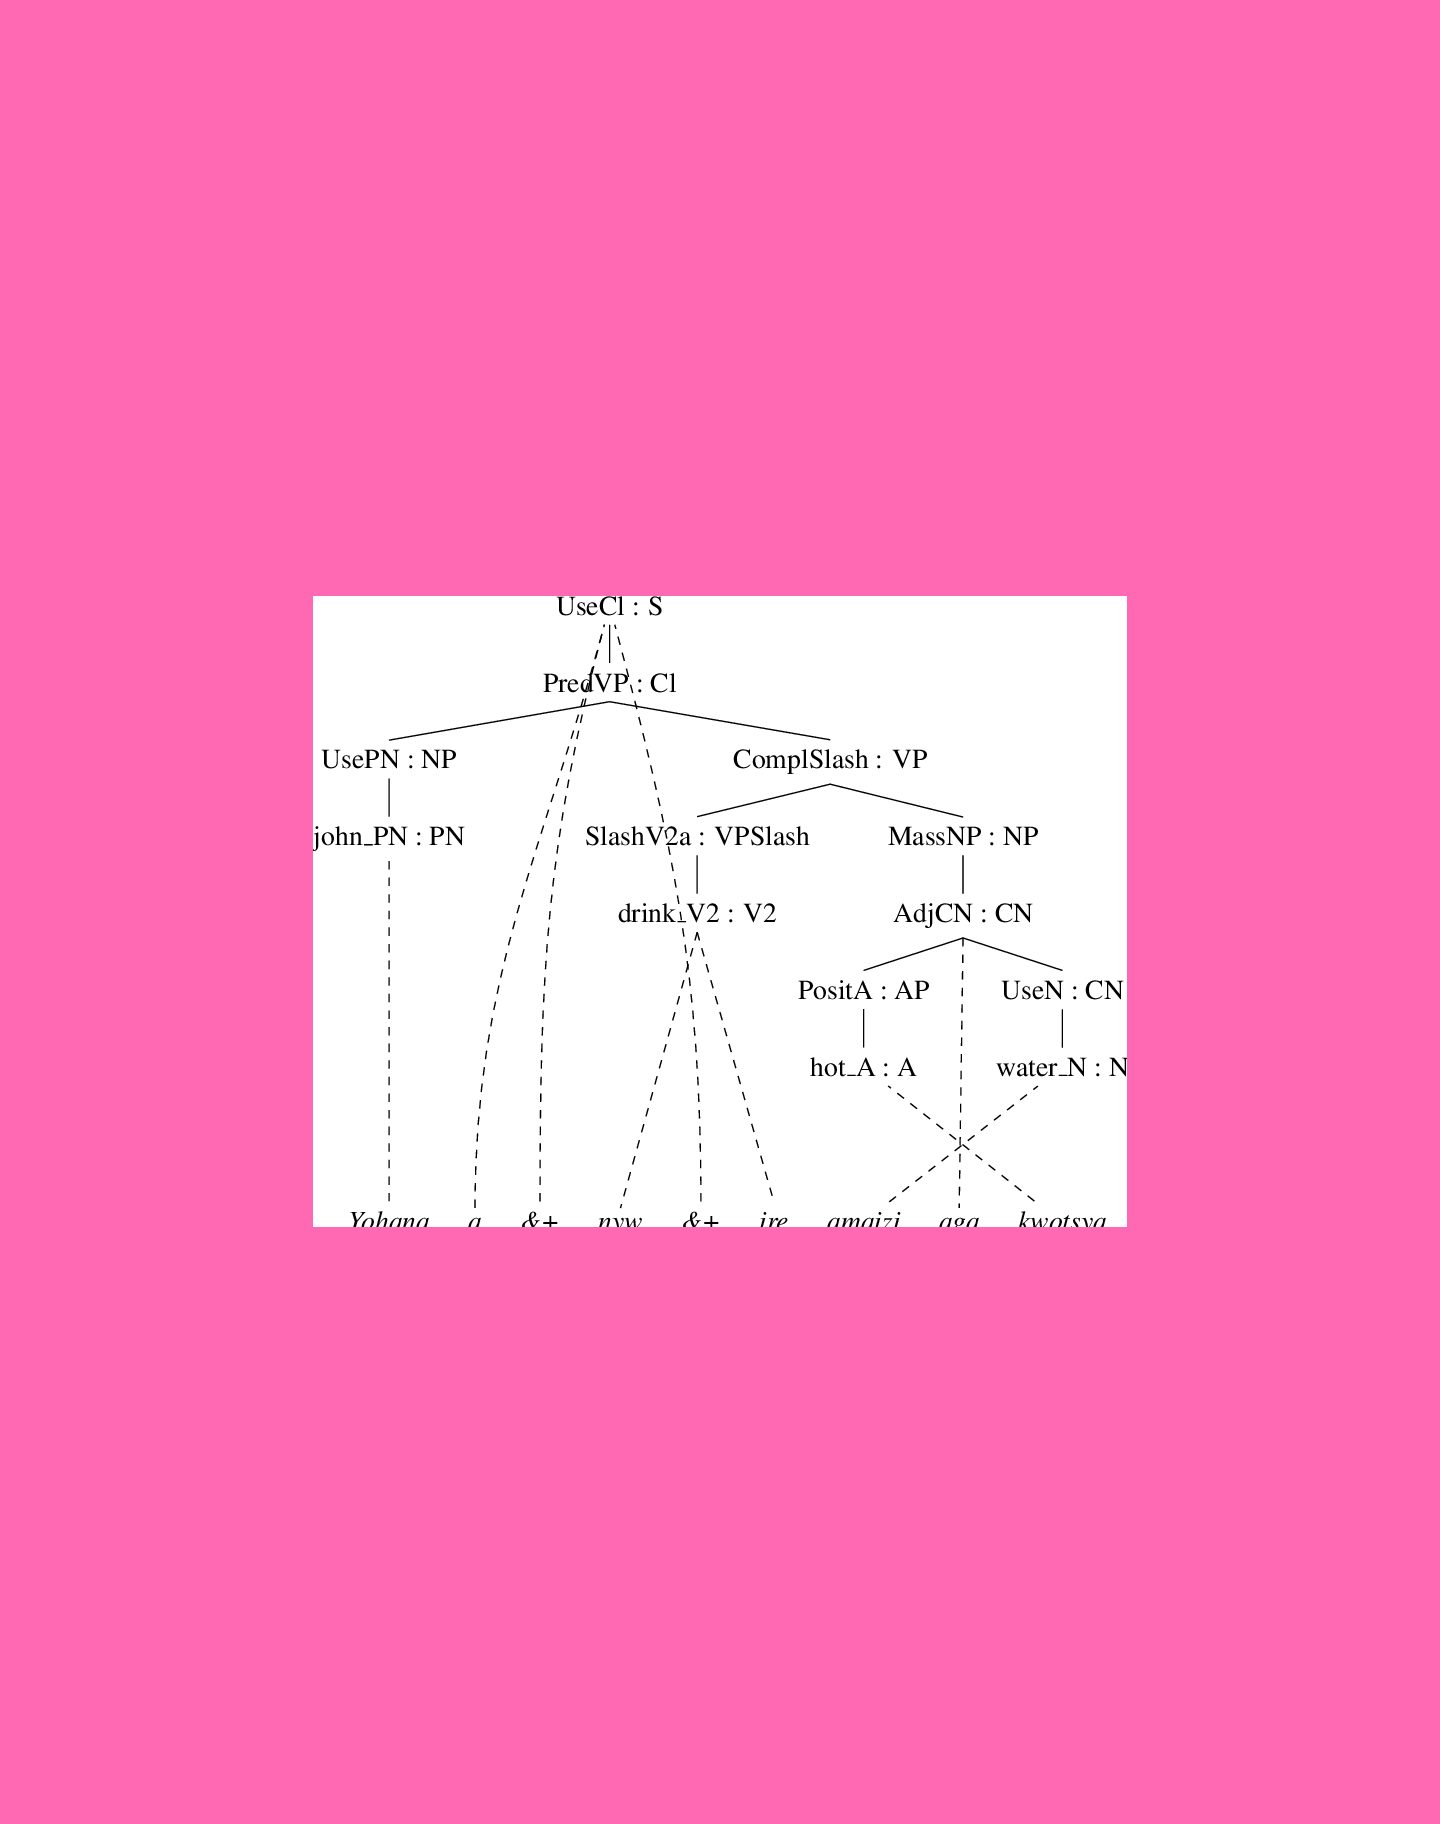 UseCl : S
PredVP : Cl
UsePN : NP ComplSlash : VP
john_PN : PN SlashV2a : VPSlash MassNP : NP
drink_V2 : V2 AdjCN : CN
PositA : AP UseN : CN
hot_A : A water_N : N
Yohana a &+ nyw &+ ire amaizi aga kwotsya